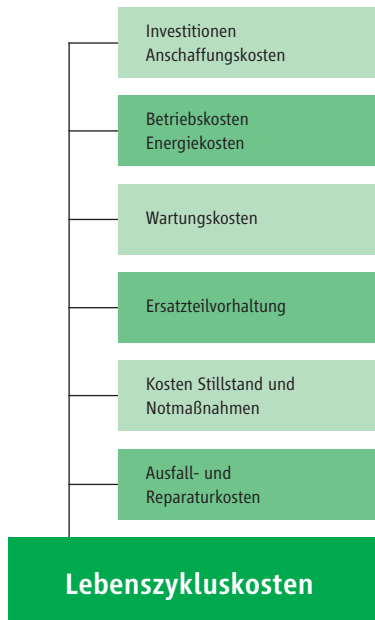 Investitionen
Anschaffungskosten
Betriebskosten
Energiekosten
Wartungskosten
Ersatzteilvorhaltung
Kosten Stillstand und
Notmaßnahmen
Ausfall- und
Reparaturkosten
Lebenszykluskosten